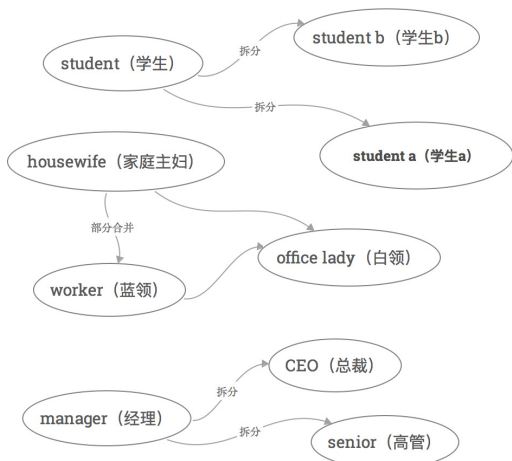 student b（学生b）
拆分
student（学生）
拆分
student a（学生a）
housewife（家庭主妇）
部分合并
office lady（白领）
worker（蓝领）
CEO（总裁）
拆分
manager（经理）
拆分
senior（高管）